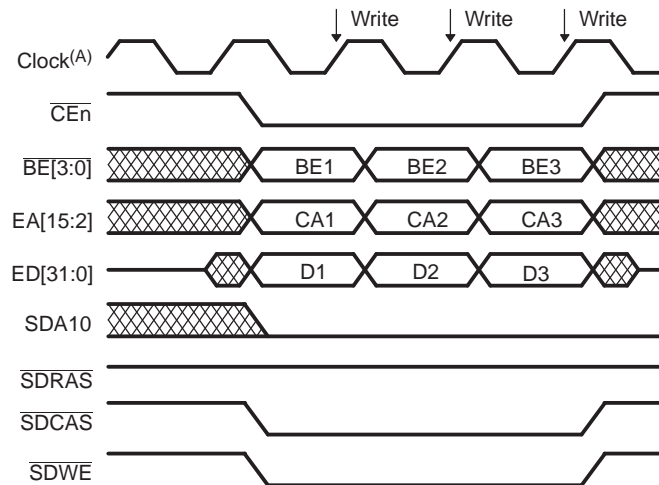 Write Write Write
Clock(A)
CEn
BE[3:0] BE1 BE2 BE3
EA[15:2] CA1 CA2 CA3
ED[31:0] D1 D2 D3
SDA10
SDRAS
SDCAS
SDWE